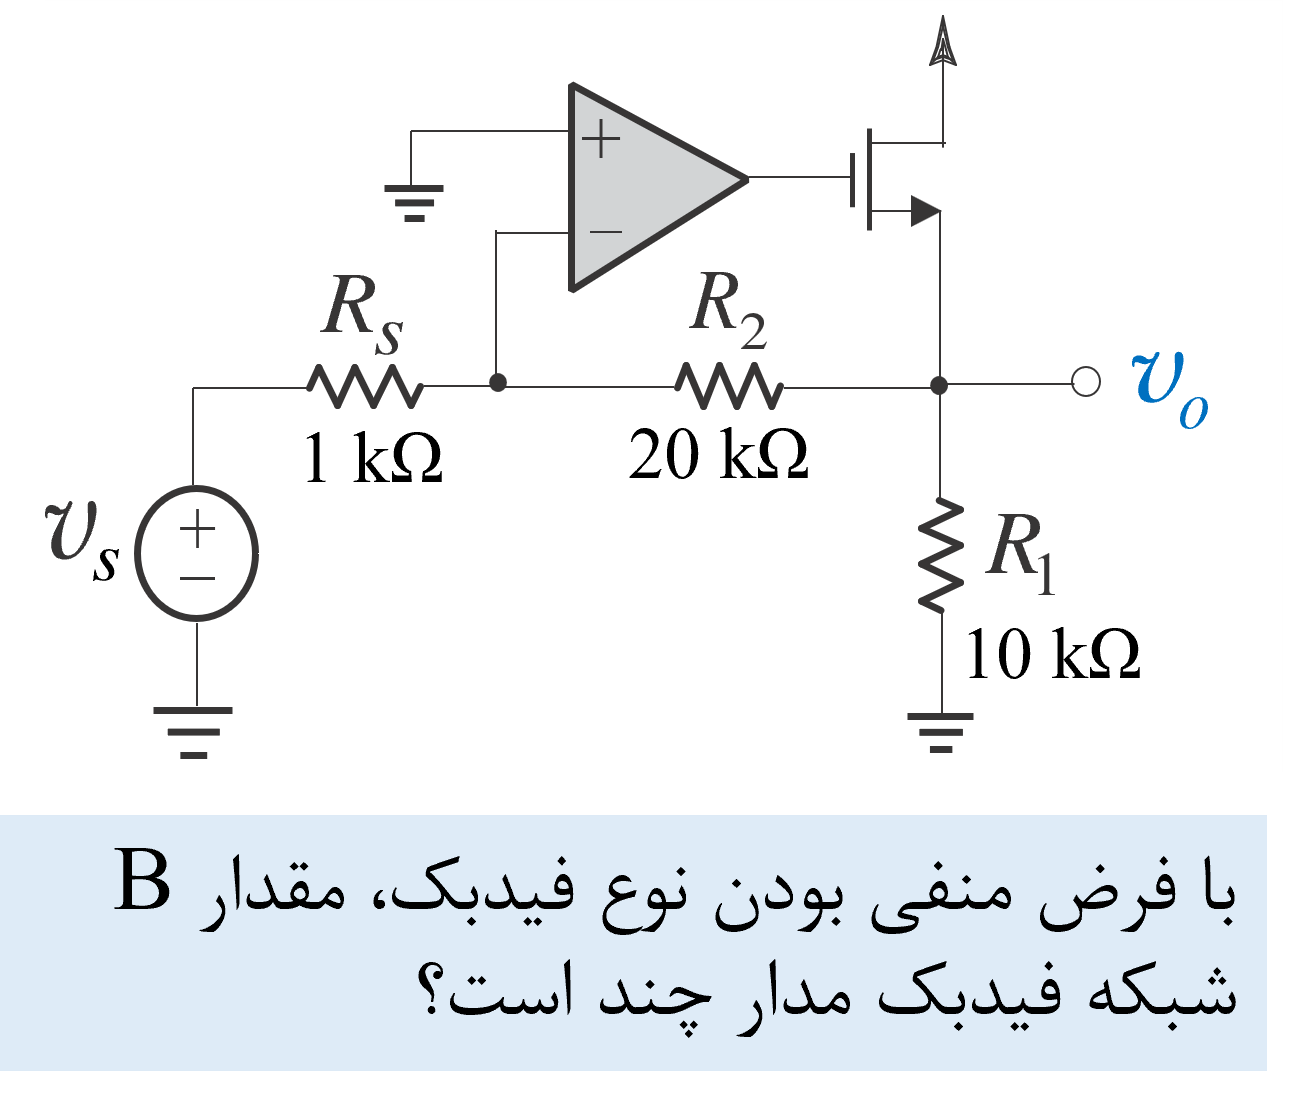 +
−
R_s
R_2
v_o
1 kΩ
20 kΩ
v_s
+
−
R_1
10 kΩ
با فرض منفی بودن نوع فیدبک، مقدار B
شبکه فیدبک مدار چند است؟